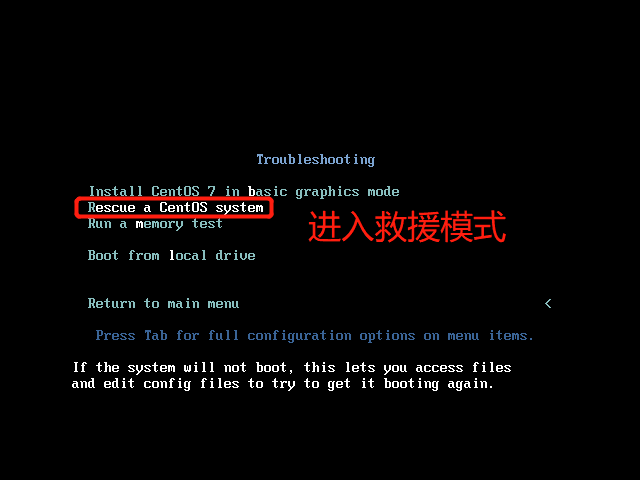 Troubleshooting
Install CentOS 7 in basic graphics mode
Rescue a CentOS system
Run a memory test
进入救援模式
Boot from local drive
Return to main menu <
Press Tab for full configuration options on menu items.
If the system will not boot, this lets you access files
and edit config files to try to get it booting again.